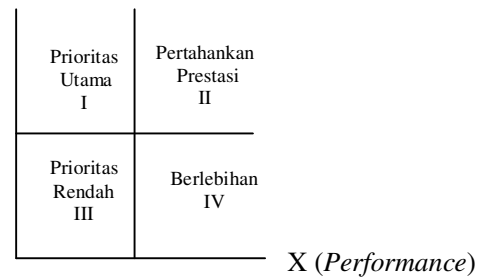 Prioritas
Utama
I
Pertahankan
Prestasi
II
Prioritas
Rendah
III
Berlebihan
IV
X (Performance)